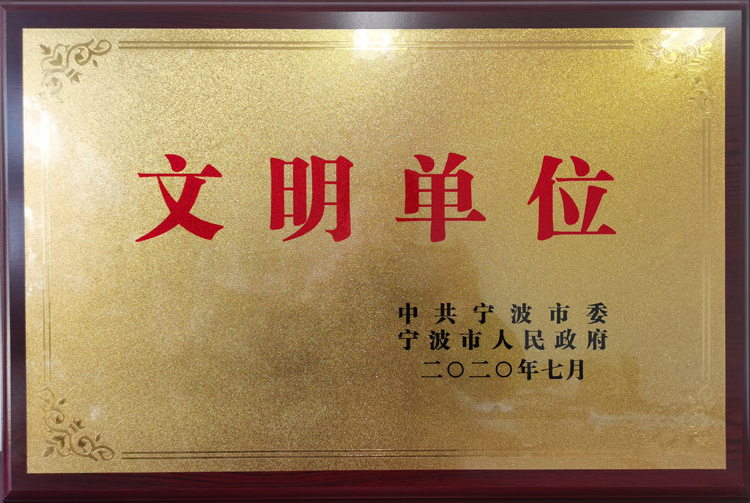 文明单位
中共宁波市委
宁波市人民政府
二〇二〇年七月